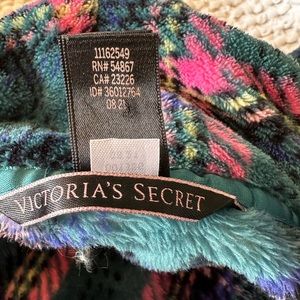 11162549
RN# 54867
CA# 23226
ID# 36012764
08 21
VICTORIA'S SECRET